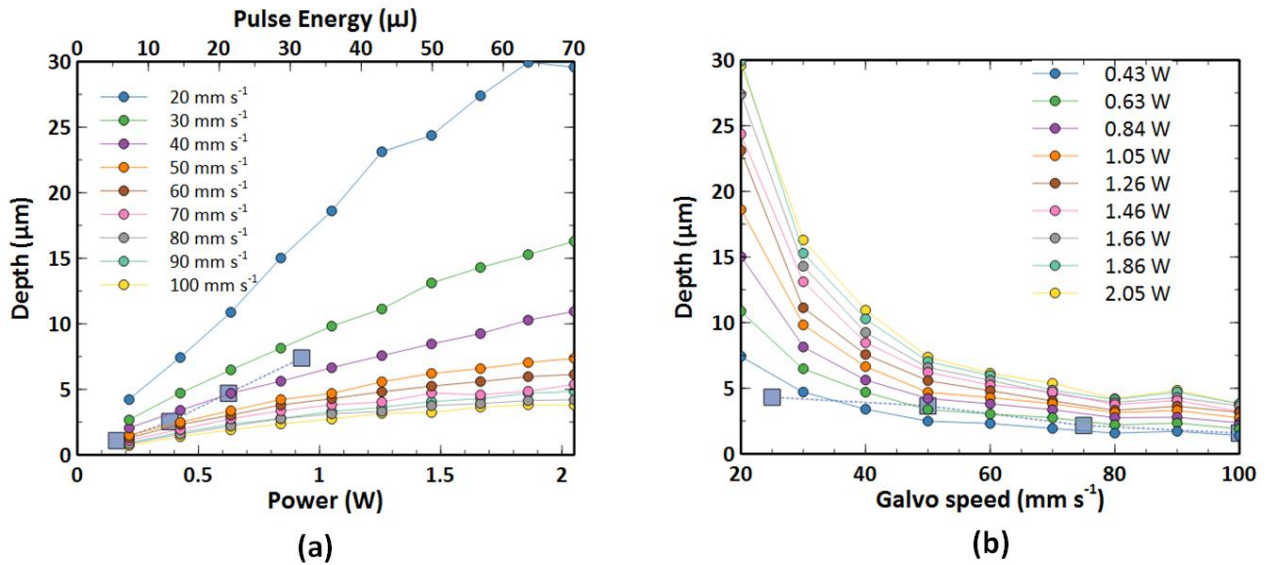 Pulse Energy (µJ)
0 10 20 30 40 50 60 70
30
25
20
15
10
5
0
Depth (µm)
20 mm s⁻¹
30 mm s⁻¹
40 mm s⁻¹
50 mm s⁻¹
60 mm s⁻¹
70 mm s⁻¹
80 mm s⁻¹
90 mm s⁻¹
100 mm s⁻¹
0 0.5 1 1.5 2
Power (W)
(a)
30
25
20
15
10
5
0
Depth (µm)
0.43 W
0.63 W
0.84 W
1.05 W
1.26 W
1.46 W
1.66 W
1.86 W
2.05 W
20 40 60 80 100
Galvo speed (mm s⁻¹)
(b)